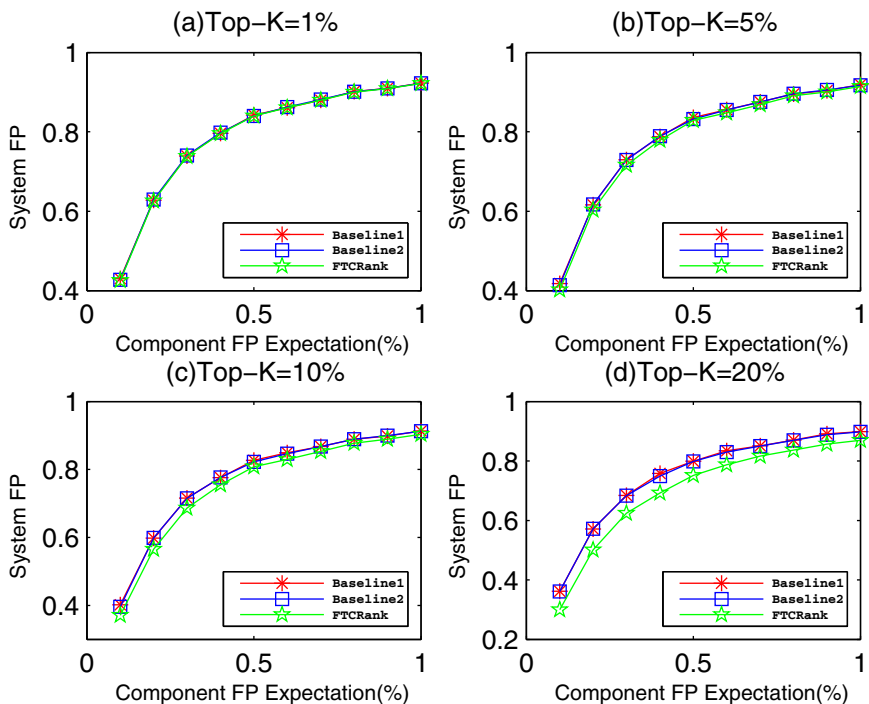 (a)Top-K=1%
1
0.8
0.6
0.4
System FP
Baseline1
Baseline2
FTCRank
0
0.5
1
Component FP Expectation(%)
(b)Top-K=5%
1
0.8
0.6
0.4
System FP
Baseline1
Baseline2
FTCRank
0
0.5
1
Component FP Expectation(%)
(c)Top-K=10%
1
0.8
0.6
0.4
System FP
Baseline1
Baseline2
FTCRank
0
0.5
1
Component FP Expectation(%)
(d)Top-K=20%
1
0.8
0.6
0.4
0.2
System FP
Baseline1
Baseline2
FTCRank
0
0.5
1
Component FP Expectation(%)